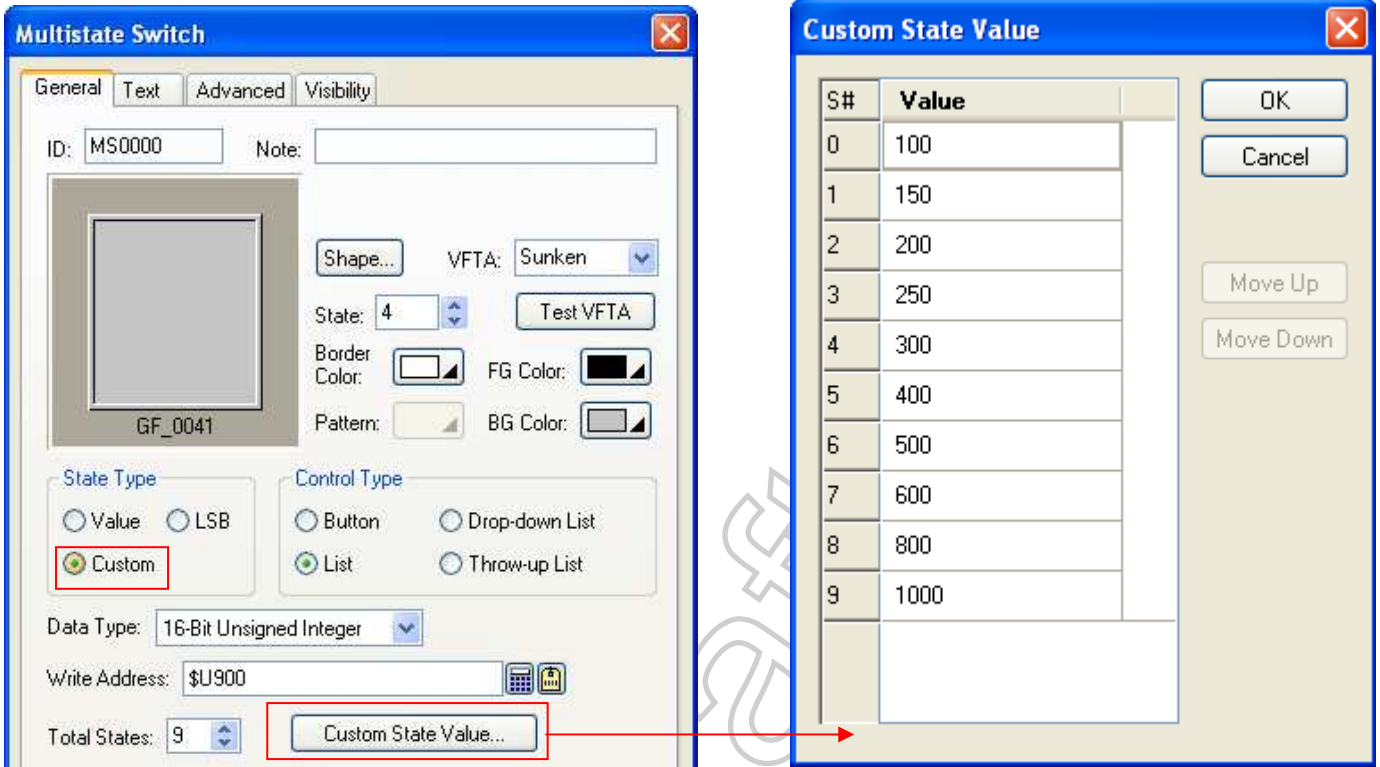 Multistate Switch
General Text Advanced Visibility
ID: MS0000 Note:
Shape... VFTA: Sunken
State: 4 Test VFTA
Border Color: FG Color:
Pattern: BG Color:
GF_0041
State Type
Value LSB
Custom
Control Type
Button Drop-down List
List Throw-up List
Data Type: 16-Bit Unsigned Integer
Write Address: $U900
Total States: 9 Custom State Value...
Custom State Value
S# Value
0 100
1 150
2 200
3 250
4 300
5 400
6 500
7 600
8 800
9 1000
OK
Cancel
Move Up
Move Down